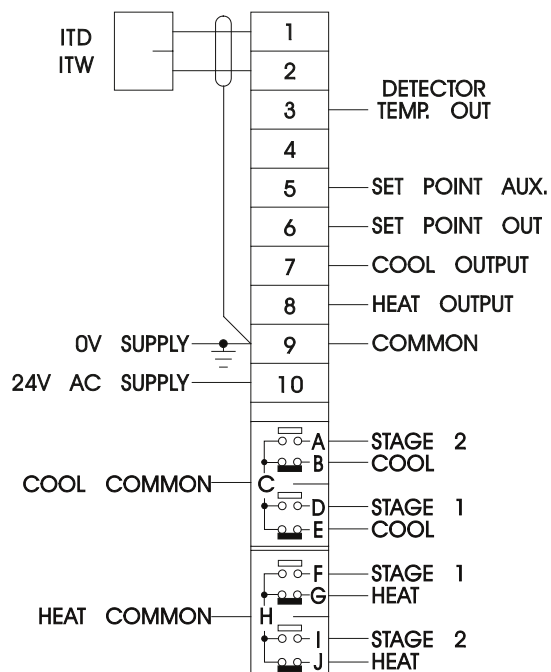 ITD
ITW
1
2
3
DETECTOR
TEMP. OUT
4
5
SET POINT AUX.
6
SET POINT OUT
7
COOL OUTPUT
8
HEAT OUTPUT
0V SUPPLY
9
COMMON
24V AC SUPPLY
10
A
STAGE 2
B
COOL
COOL COMMON
C
D
STAGE 1
E
COOL
F
STAGE 1
G
HEAT
HEAT COMMON
H
I
STAGE 2
J
HEAT